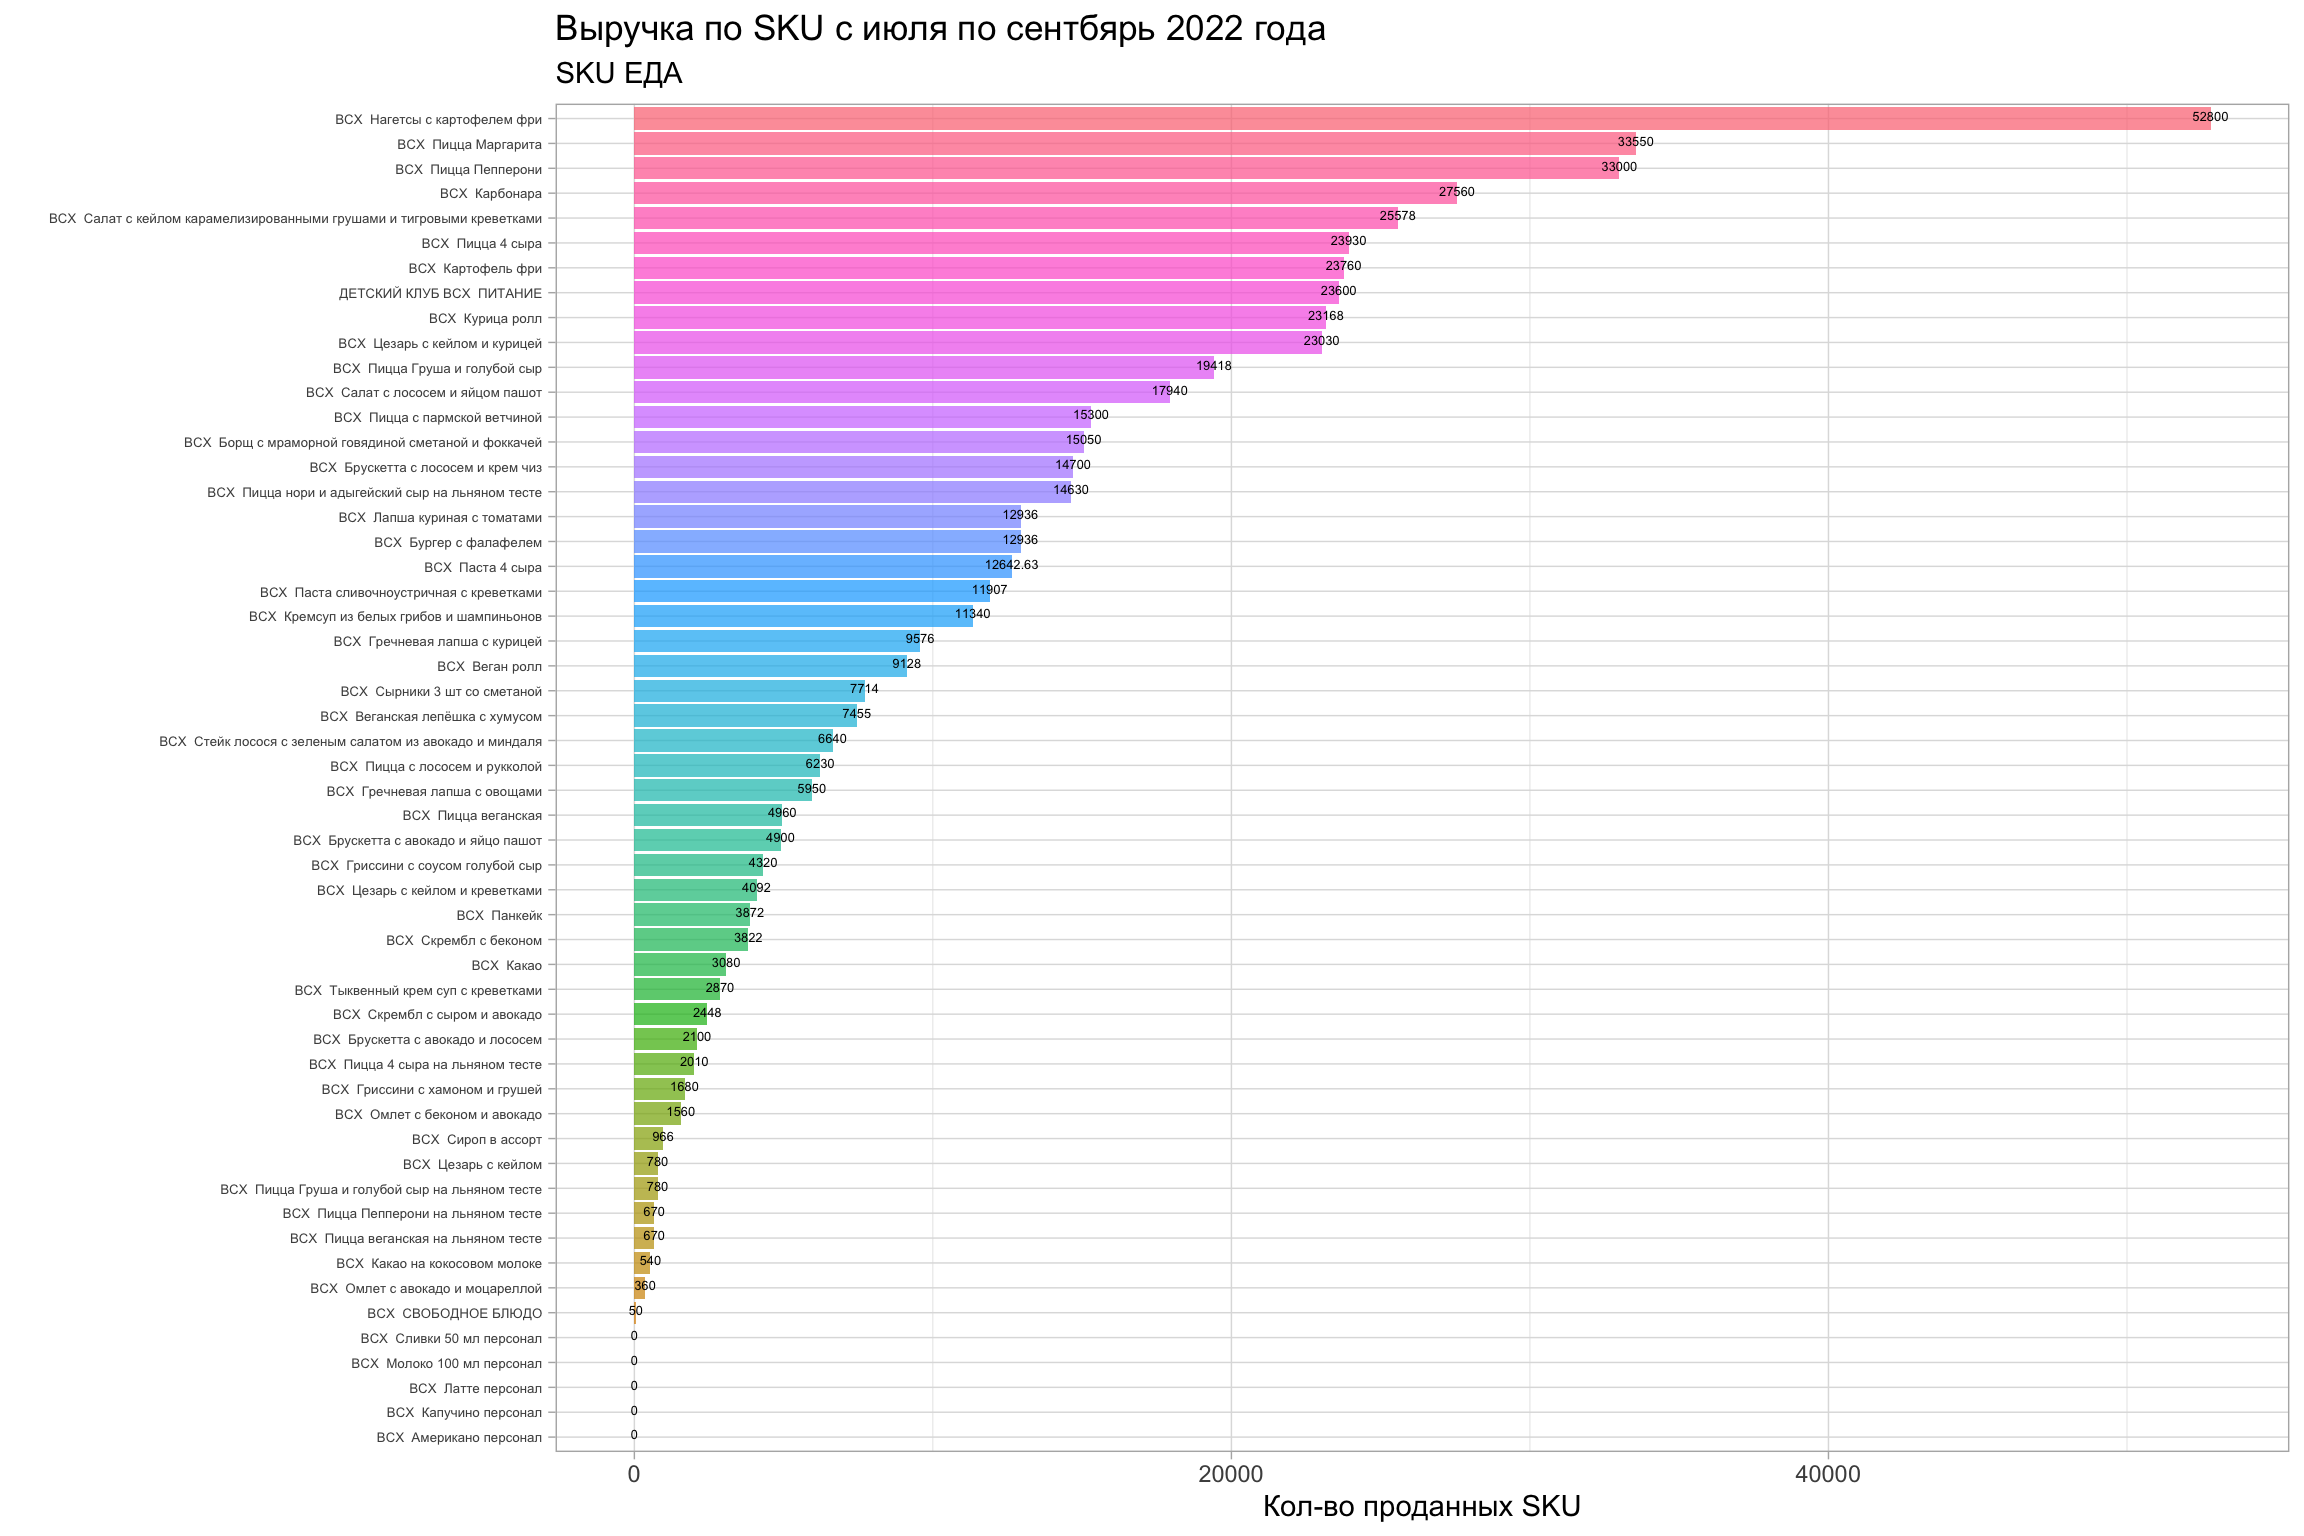 Выручка по SKU с июля по сентбярь 2022 года
SKU ЕДА
ВСХ Нагетсы с картофелем фри 52800
ВСХ Пицца Маргарита 33550
ВСХ Пицца Пепперони 33000
ВСХ Карбонара 27560
ВСХ Салат с кейлом карамелизированными грушами и тигровыми креветками 25578
ВСХ Пицца 4 сыра 23930
ВСХ Картофель фри 23760
ДЕТСКИЙ КЛУБ ВСХ ПИТАНИЕ 23600
ВСХ Курица ролл 23168
ВСХ Цезарь с кейлом и курицей 23030
ВСХ Пицца Груша и голубой сыр 19418
ВСХ Салат с лососем и яйцом пашот 17940
ВСХ Пицца с пармской ветчиной 15300
ВСХ Борщ с мраморной говядиной сметаной и фоккачей 15050
ВСХ Брускетта с лососем и крем чиз 14700
ВСХ Пицца нори и адыгейский сыр на льняном тесте 14630
ВСХ Лапша куриная с томатами 12936
ВСХ Бургер с фалафелем 12936
ВСХ Паста 4 сыра 12642.63
ВСХ Паста сливочноустричная с креветками 11907
ВСХ Кремсуп из белых грибов и шампиньонов 11340
ВСХ Гречневая лапша с курицей 9576
ВСХ Веган ролл 9128
ВСХ Сырники 3 шт со сметаной 7714
ВСХ Веганская лепёшка с хумусом 7455
ВСХ Стейк лосося с зеленым салатом из авокадо и миндаля 6640
ВСХ Пицца с лососем и рукколой 6230
ВСХ Гречневая лапша с овощами 5950
ВСХ Пицца веганская 4960
ВСХ Брускетта с авокадо и яйцо пашот 4900
ВСХ Гриссини с соусом голубой сыр 4320
ВСХ Цезарь с кейлом и креветками 4092
ВСХ Панкейк 3872
ВСХ Скрембл с беконом 3822
ВСХ Какао 3080
ВСХ Тыквенный крем суп с креветками 2870
ВСХ Скрембл с сыром и авокадо 2448
ВСХ Брускетта с авокадо и лососем 2100
ВСХ Пицца 4 сыра на льняном тесте 2010
ВСХ Гриссини с хамоном и грушей 1680
ВСХ Омлет с беконом и авокадо 1560
ВСХ Сироп в ассорт 966
ВСХ Цезарь с кейлом 780
ВСХ Пицца Груша и голубой сыр на льняном тесте 780
ВСХ Пицца Пепперони на льняном тесте 670
ВСХ Пицца веганская на льняном тесте 670
ВСХ Какао на кокосовом молоке 540
ВСХ Омлет с авокадо и моцареллой 360
ВСХ СВОБОДНОЕ БЛЮДО 50
ВСХ Сливки 50 мл персонал 0
ВСХ Молоко 100 мл персонал 0
ВСХ Латте персонал 0
ВСХ Капучино персонал 0
ВСХ Американо персонал 0
0 20000 40000
Кол-во проданных SKU